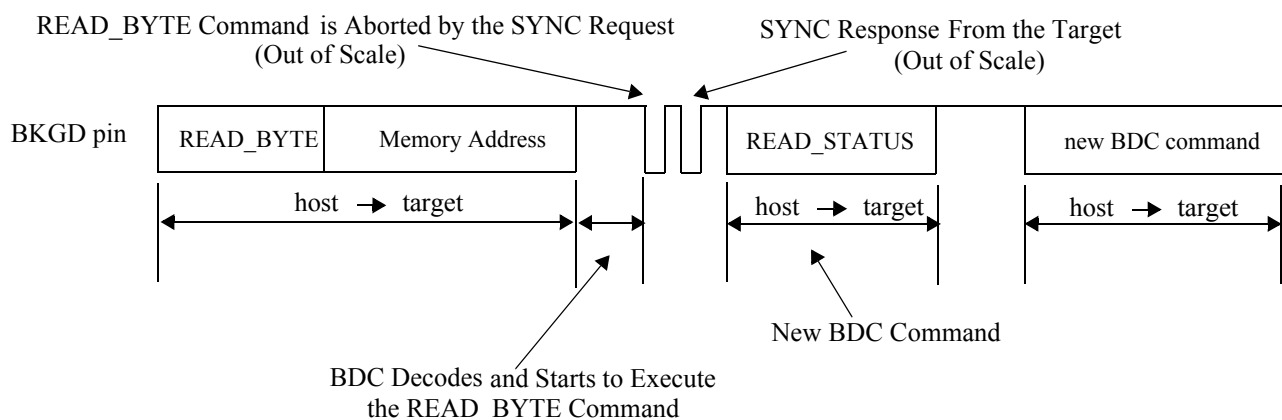 READ_BYTE Command is Aborted by the SYNC Request
(Out of Scale)
SYNC Response From the Target
(Out of Scale)
BKGD pin
READ_BYTE
Memory Address
READ_STATUS
new BDC command
host → target
host → target
host → target
New BDC Command
BDC Decodes and Starts to Execute
the READ_BYTE Command